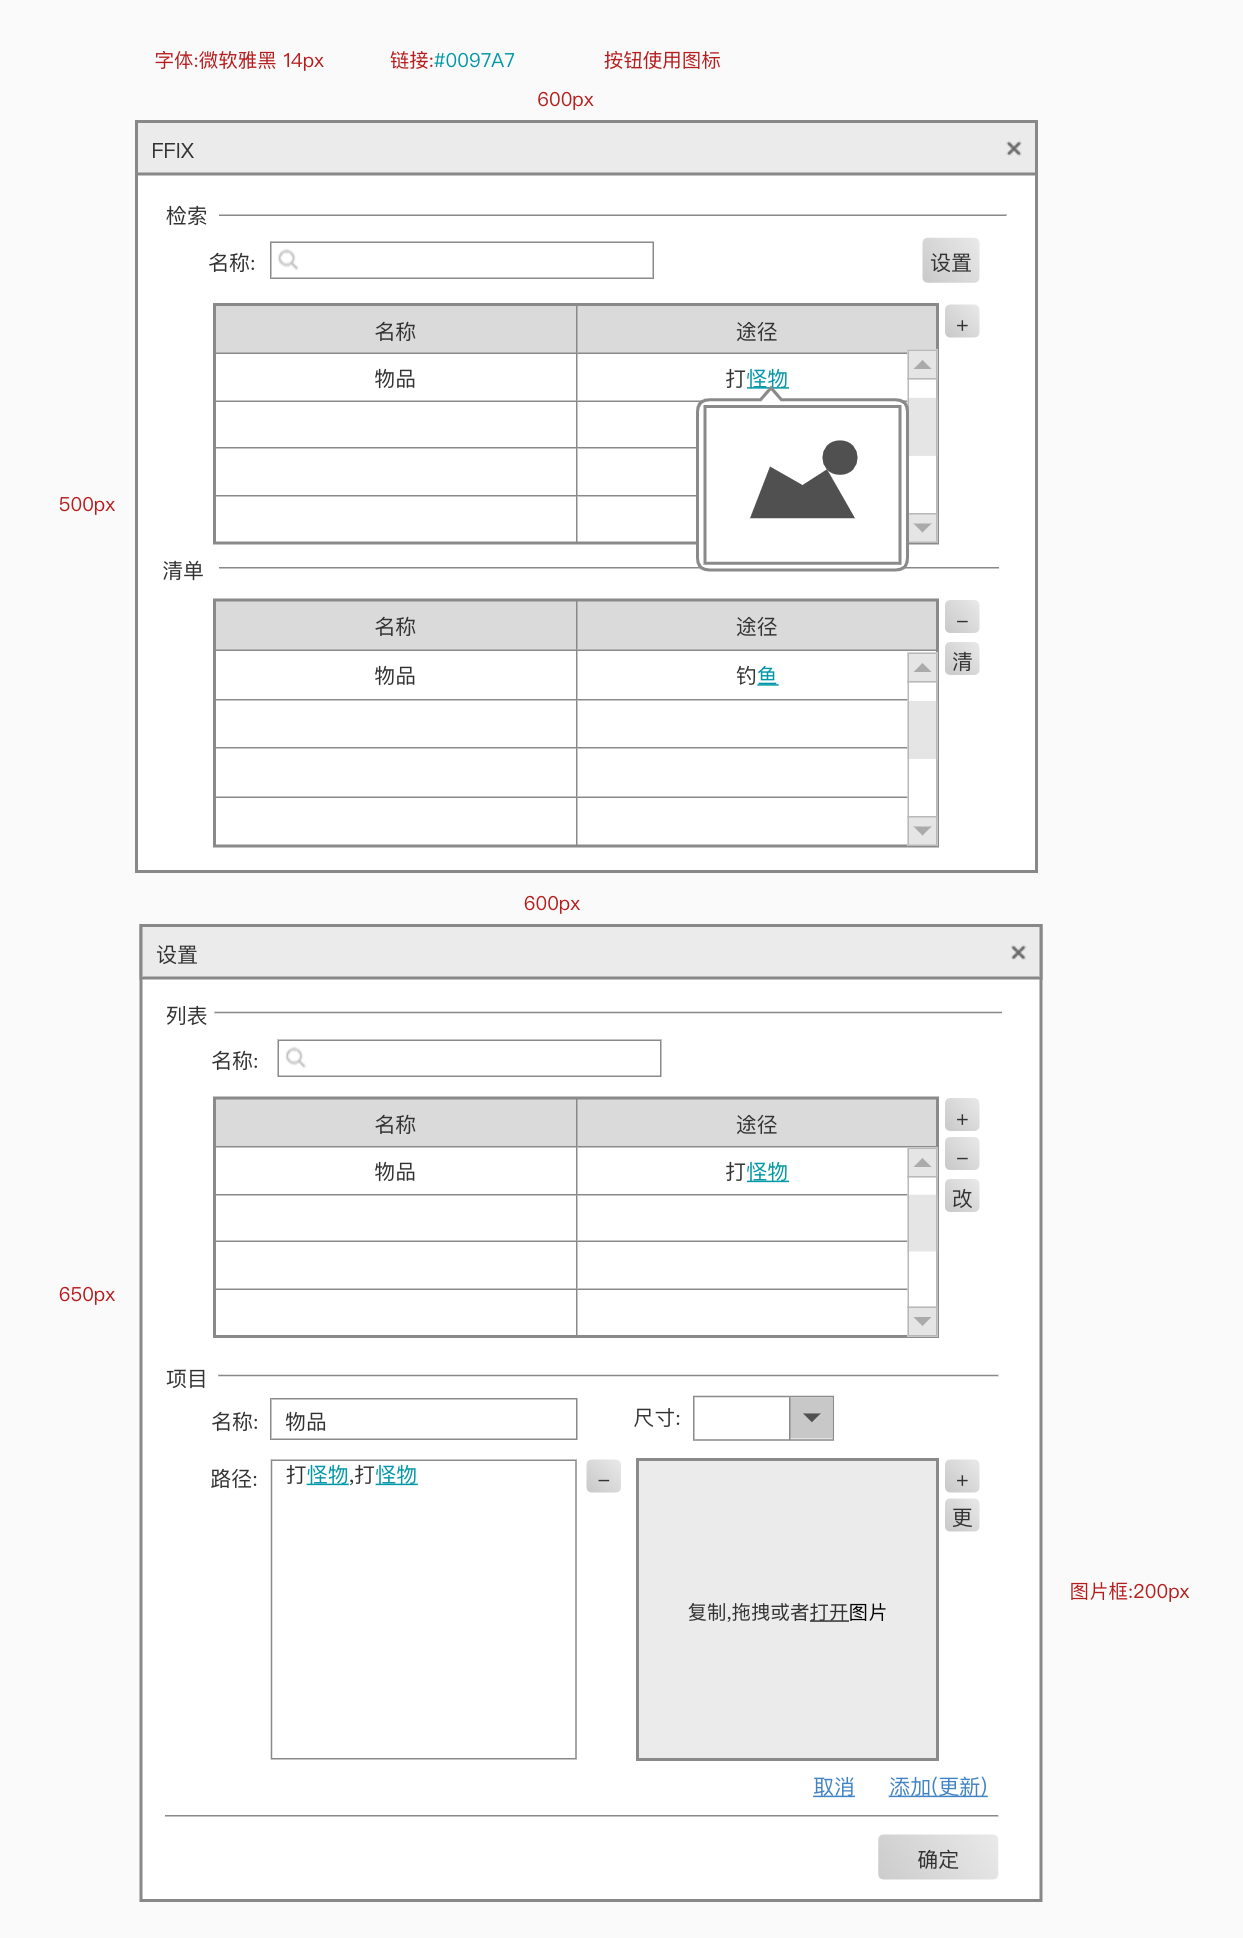 字体:微软雅黑 14px 链接:#0097A7 按钮使用图标
600px
FFIX
检索
名称: 设置
名称 途径 +
物品 打怪物
500px
清单
名称 途径 −
物品 钓鱼 清
600px
设置
列表
名称:
名称 途径 +
−
物品 打怪物
改
650px
项目
名称: 物品 尺寸:
路径: 打怪物,打怪物 − +
更
图片框:200px
复制,拖拽或者打开图片
取消 添加(更新)
确定